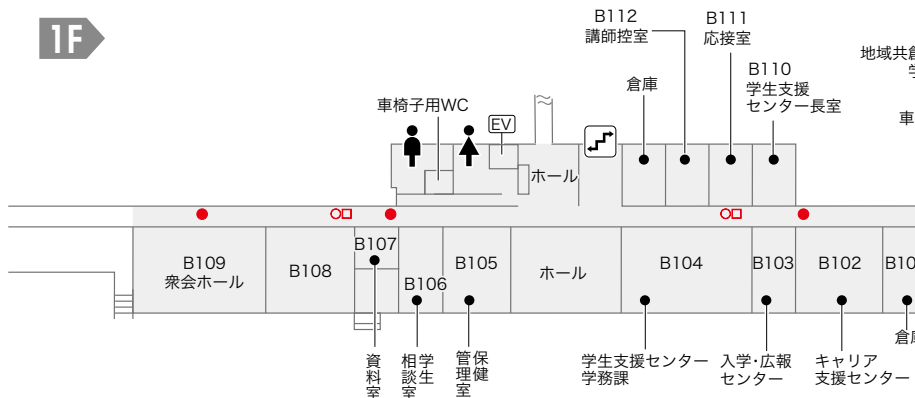 1F
B112
講師控室
B111
応接室
B110
学生支援
センター長室
地域共創
学
車
倉庫
車椅子用WC
EV
ホール
B109
衆会ホール
B108
B107
B106
B105
ホール
B104
B103
B102
B10
資料室
学生
相談室
保健
管理室
学生支援センター
学務課
入学・広報
センター
キャリア
支援センター
倉庫